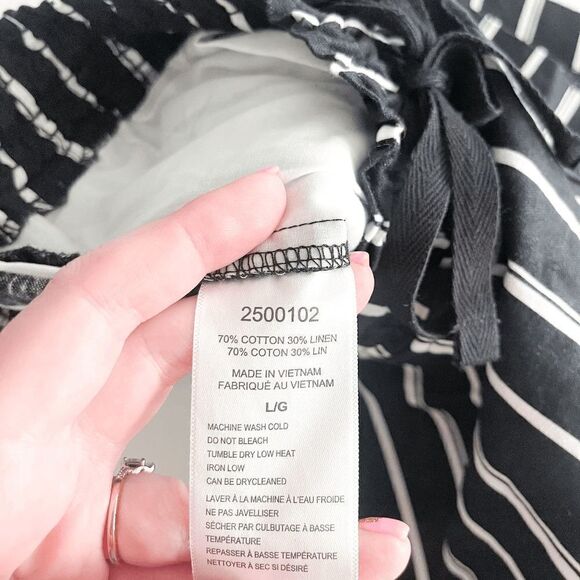 2500102
70% COTTON 30% LINEN
70% COTON 30% LIN
MADE IN VIETNAM
FABRIQUÉ AU VIETNAM
L/G
MACHINE WASH COLD
DO NOT BLEACH
TUMBLE DRY LOW HEAT
IRON LOW
CAN BE DRYCLEANED
LAVER À LA MACHINE À L'EAU FROIDE
NE PAS JAVELLISER
SÉCHER PAR CULBUTAGE À BASSE
TEMPÉRATURE
REPASSER À BASSE TEMPÉRATURE
NETTOYER À SEC SI DÉSIRÉ